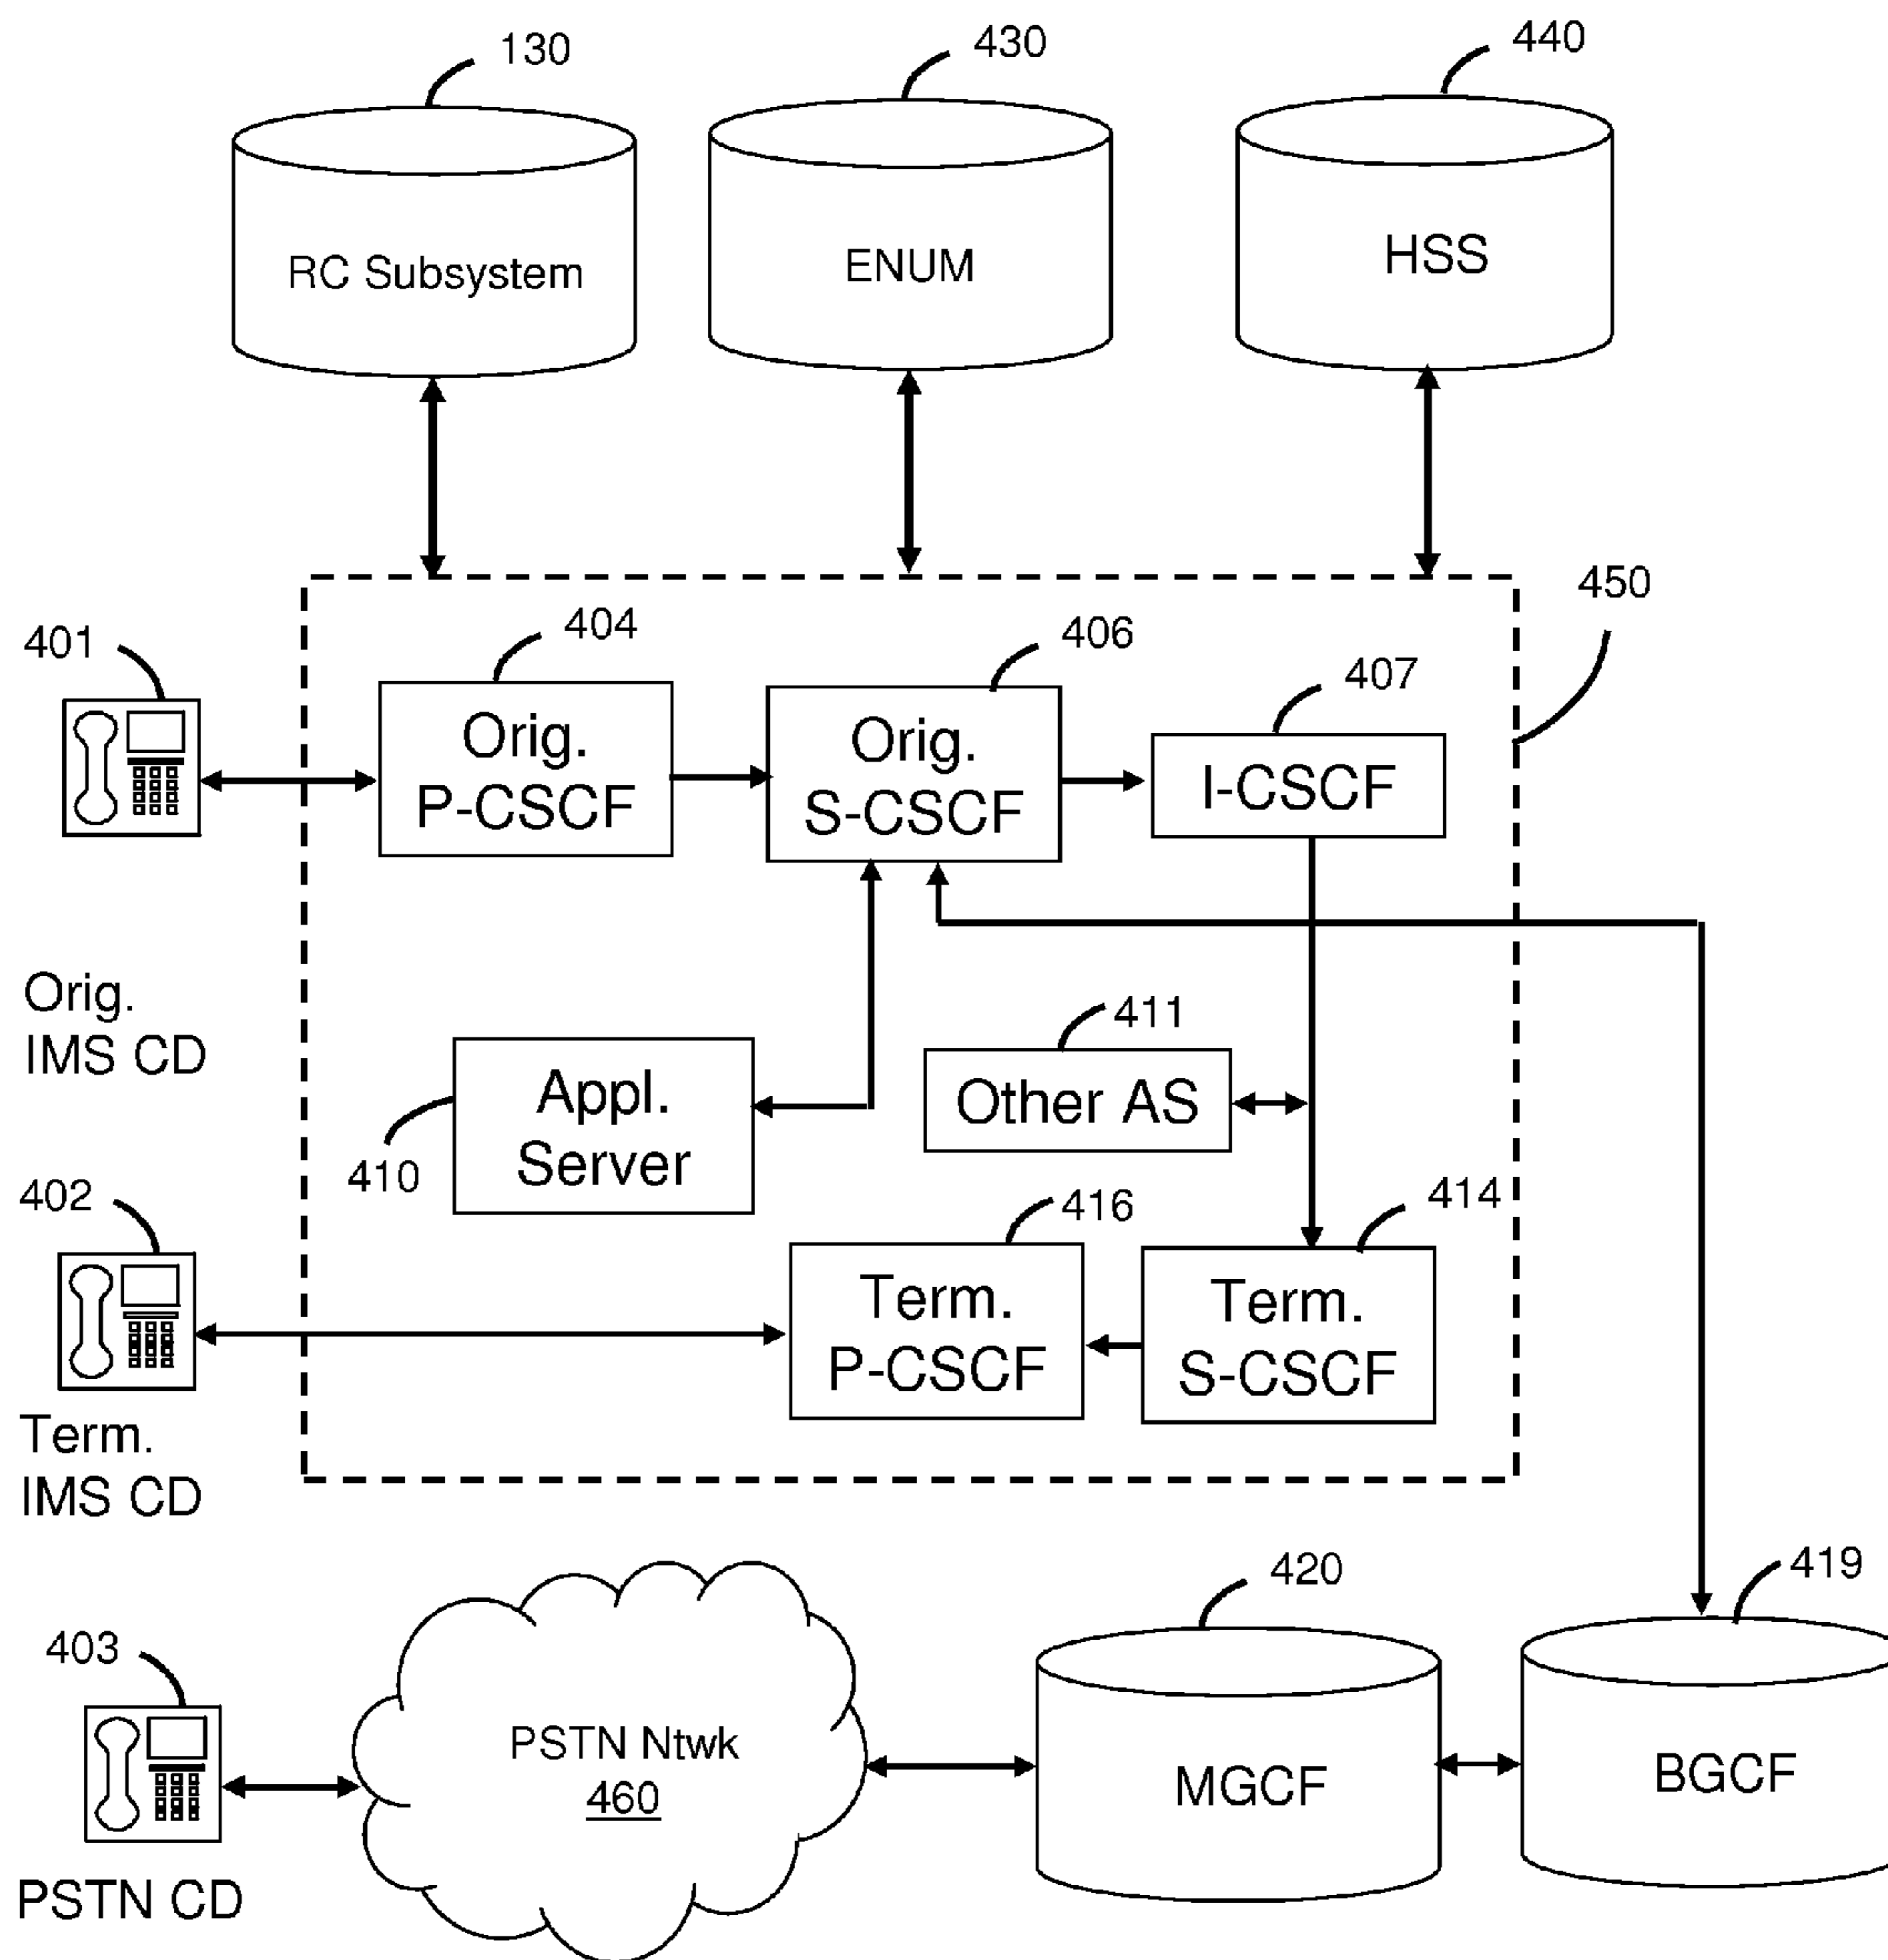 130
430
440
RC Subsystem
ENUM
HSS
450
401
404
406
407
Orig.
P-CSCF
Orig.
S-CSCF
I-CSCF
Orig.
IMS CD
411
Other AS
Appl.
Server
410
402
416
414
Term.
P-CSCF
Term.
S-CSCF
Term.
IMS CD
420
419
403
PSTN Ntwk
460
MGCF
BGCF
PSTN CD